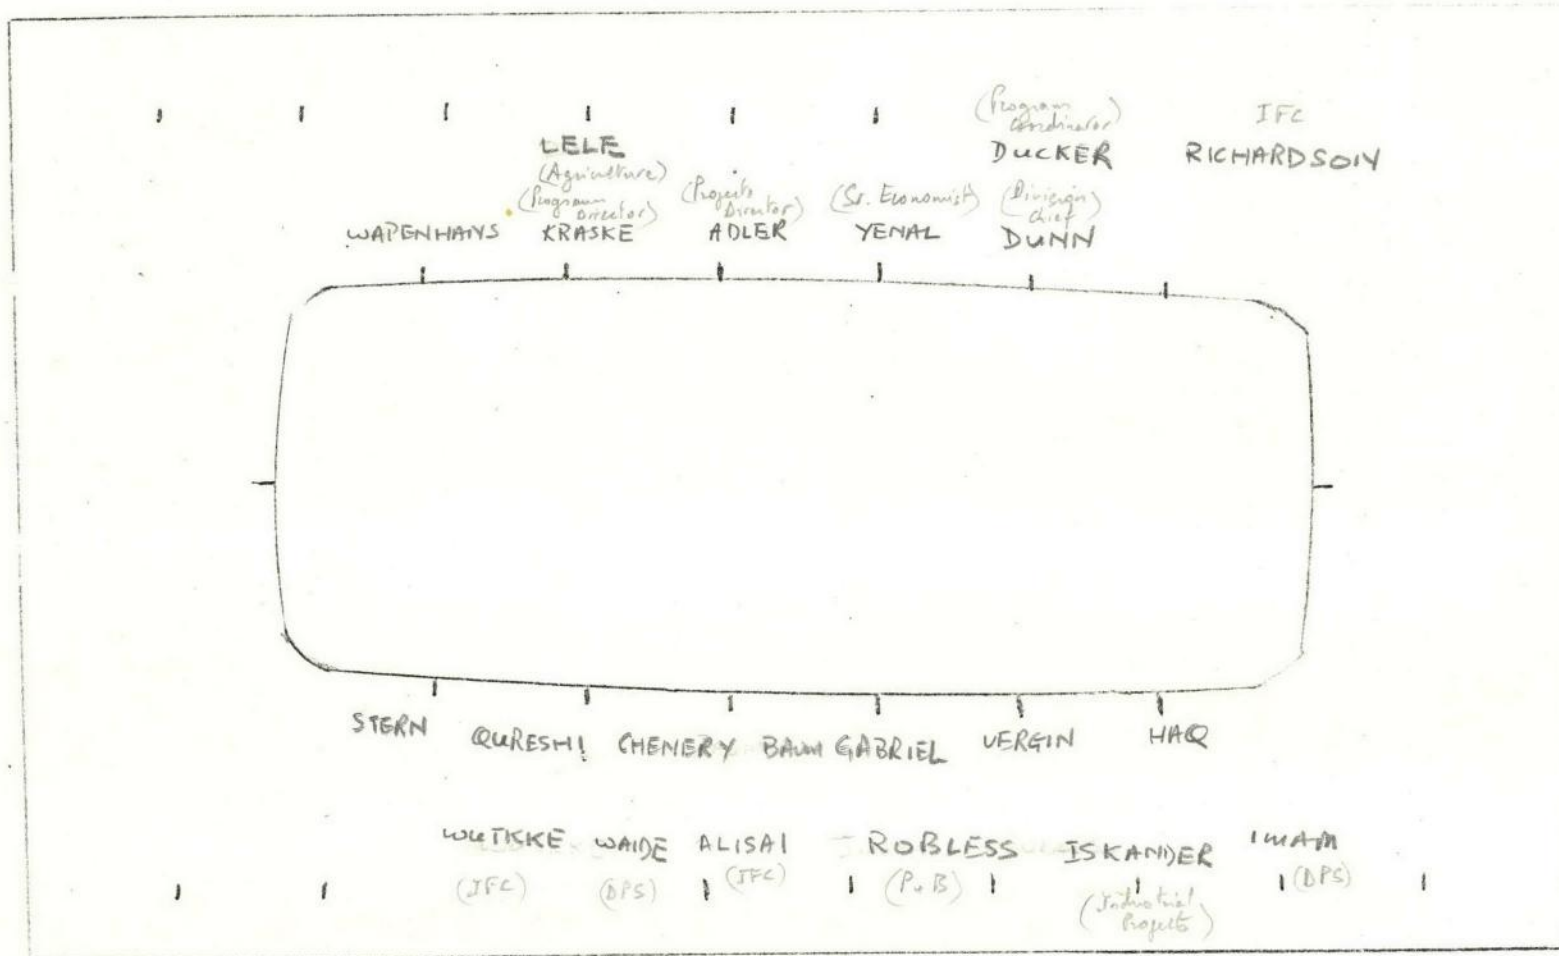 (Program Coordinator) IFC
DUCKER RICHARDSON
LELE
(Agriculture)
(Program Director) (Projects Director) (Sr. Economist) (Division Chief)
WAPENHANS KRASKE ADLER YENAL DUNN
STERN QURESHI CHENERY BAUM GABRIEL VERGIN HAQ
WUTKKE WAIDE ALISAI ROBLESS ISKANDER IMAM
(IFC) (DPS) (IFC) (P&B) (Industrial Projects) (DPS)